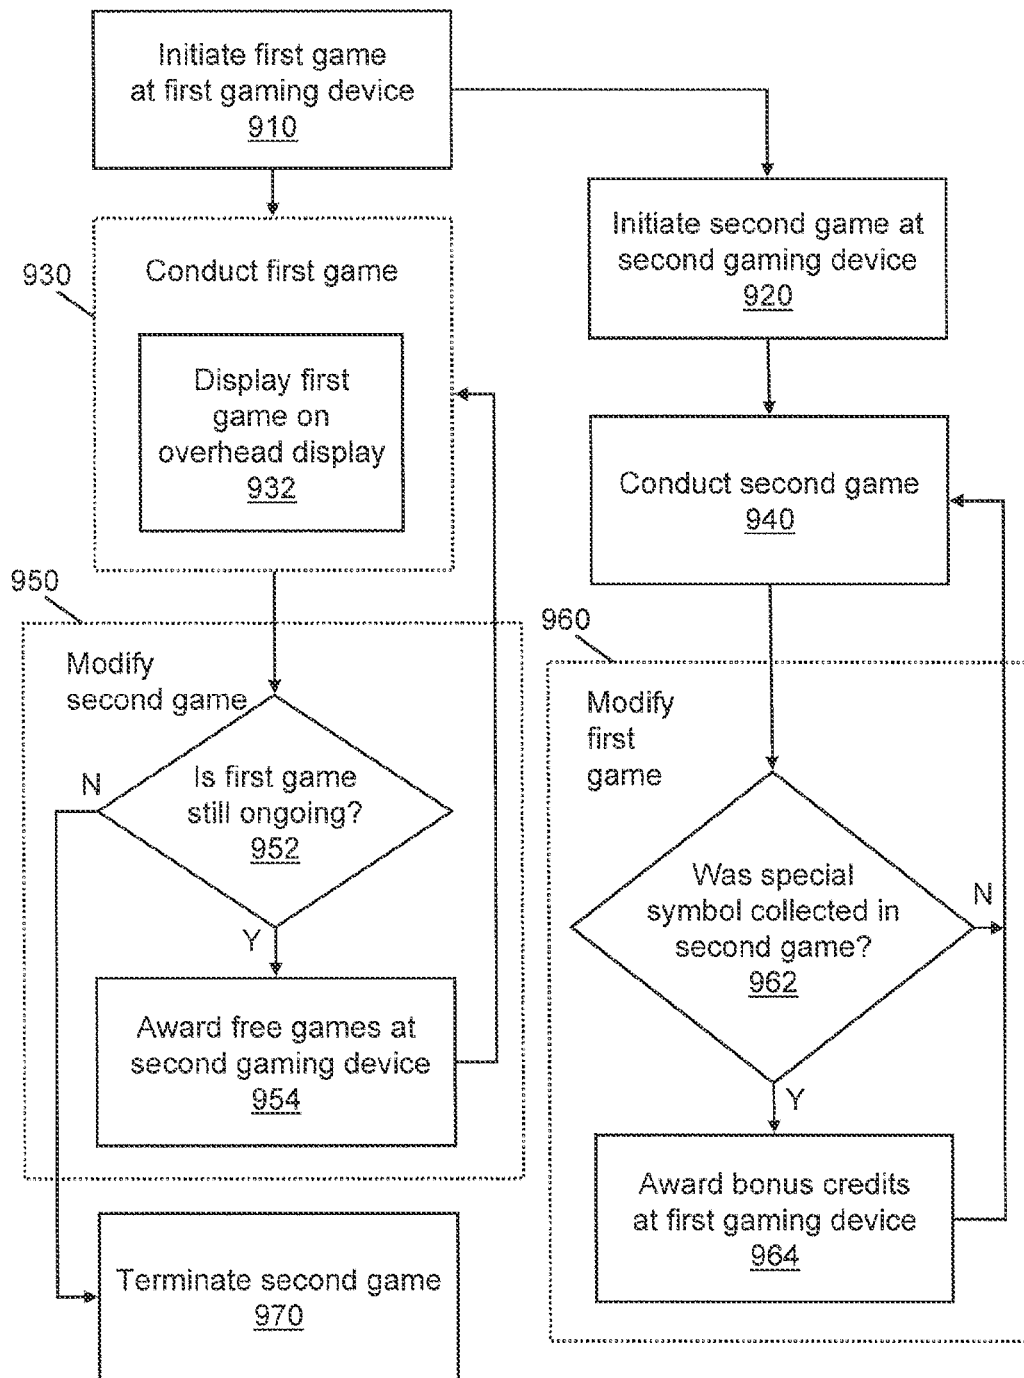 Initiate first game
at first gaming device
910
Initiate second game at
second gaming device
920
930
Conduct first game
Display first
game on
overhead display
932
Conduct second game
940
950
Modify
second game
Is first game
still ongoing?
952
N
Y
Award free games at
second gaming device
954
960
Modify
first
game
Was special
symbol collected in
second game?
962
N
Y
Award bonus credits
at first gaming device
964
Terminate second game
970